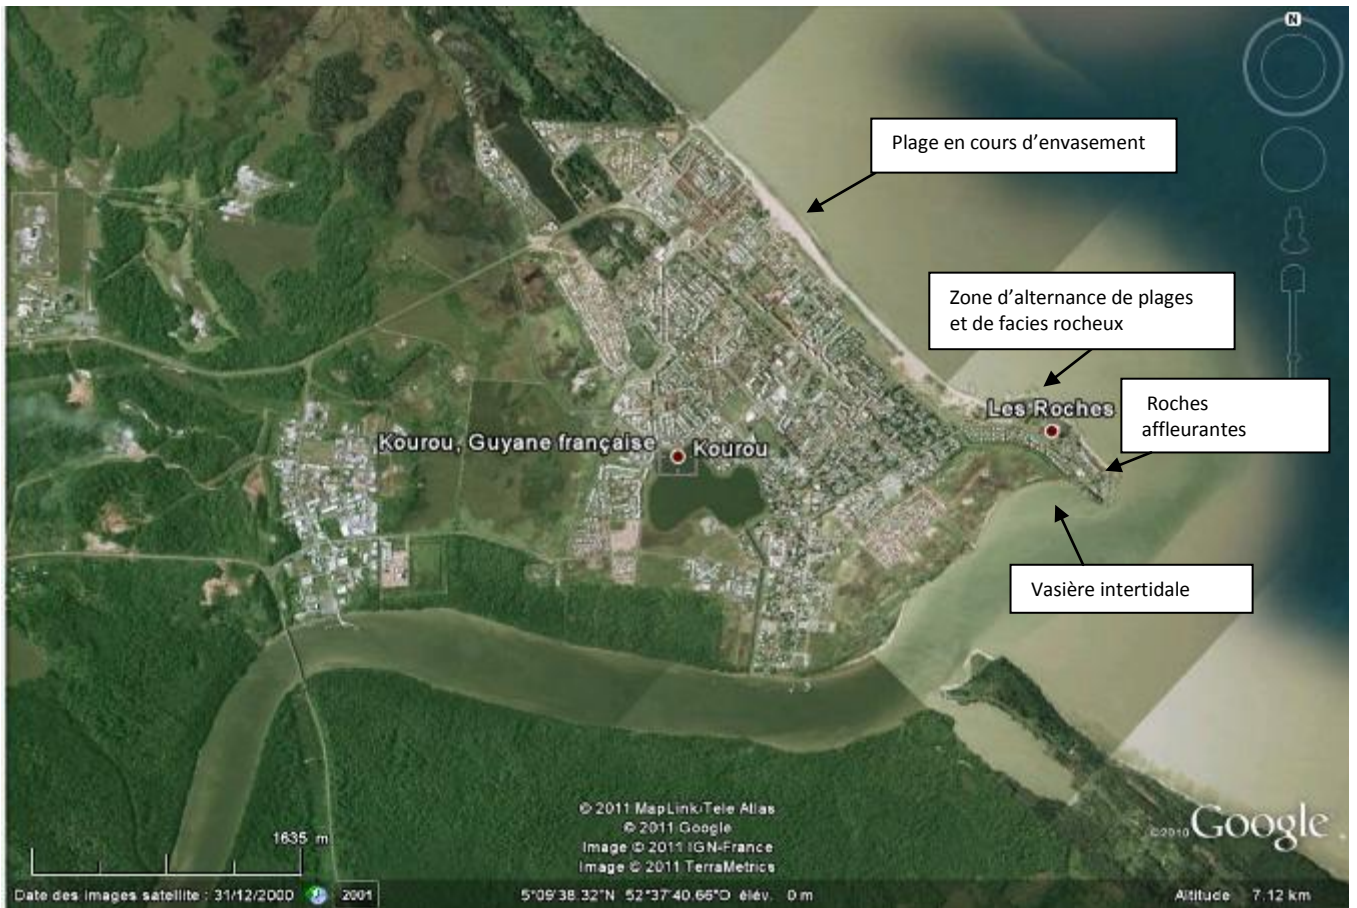 N
Plage en cours d’envasement
Zone d’alternance de plages
et de facies rocheux
Les Roches
Roches
affleurantes
Kourou, Guyane française
Kourou
Vasière intertidale
© 2011 MapLink/Tele Atlas
© 2011 Google
Image © 2011 IGN-France
Image © 2011 TerraMetrics
©2010 Google
1635 m
Date des images satellite : 31/12/2000 2001 5°09'38.32"N 52°37'40.66"O élév. 0 m Altitude 7.12 km